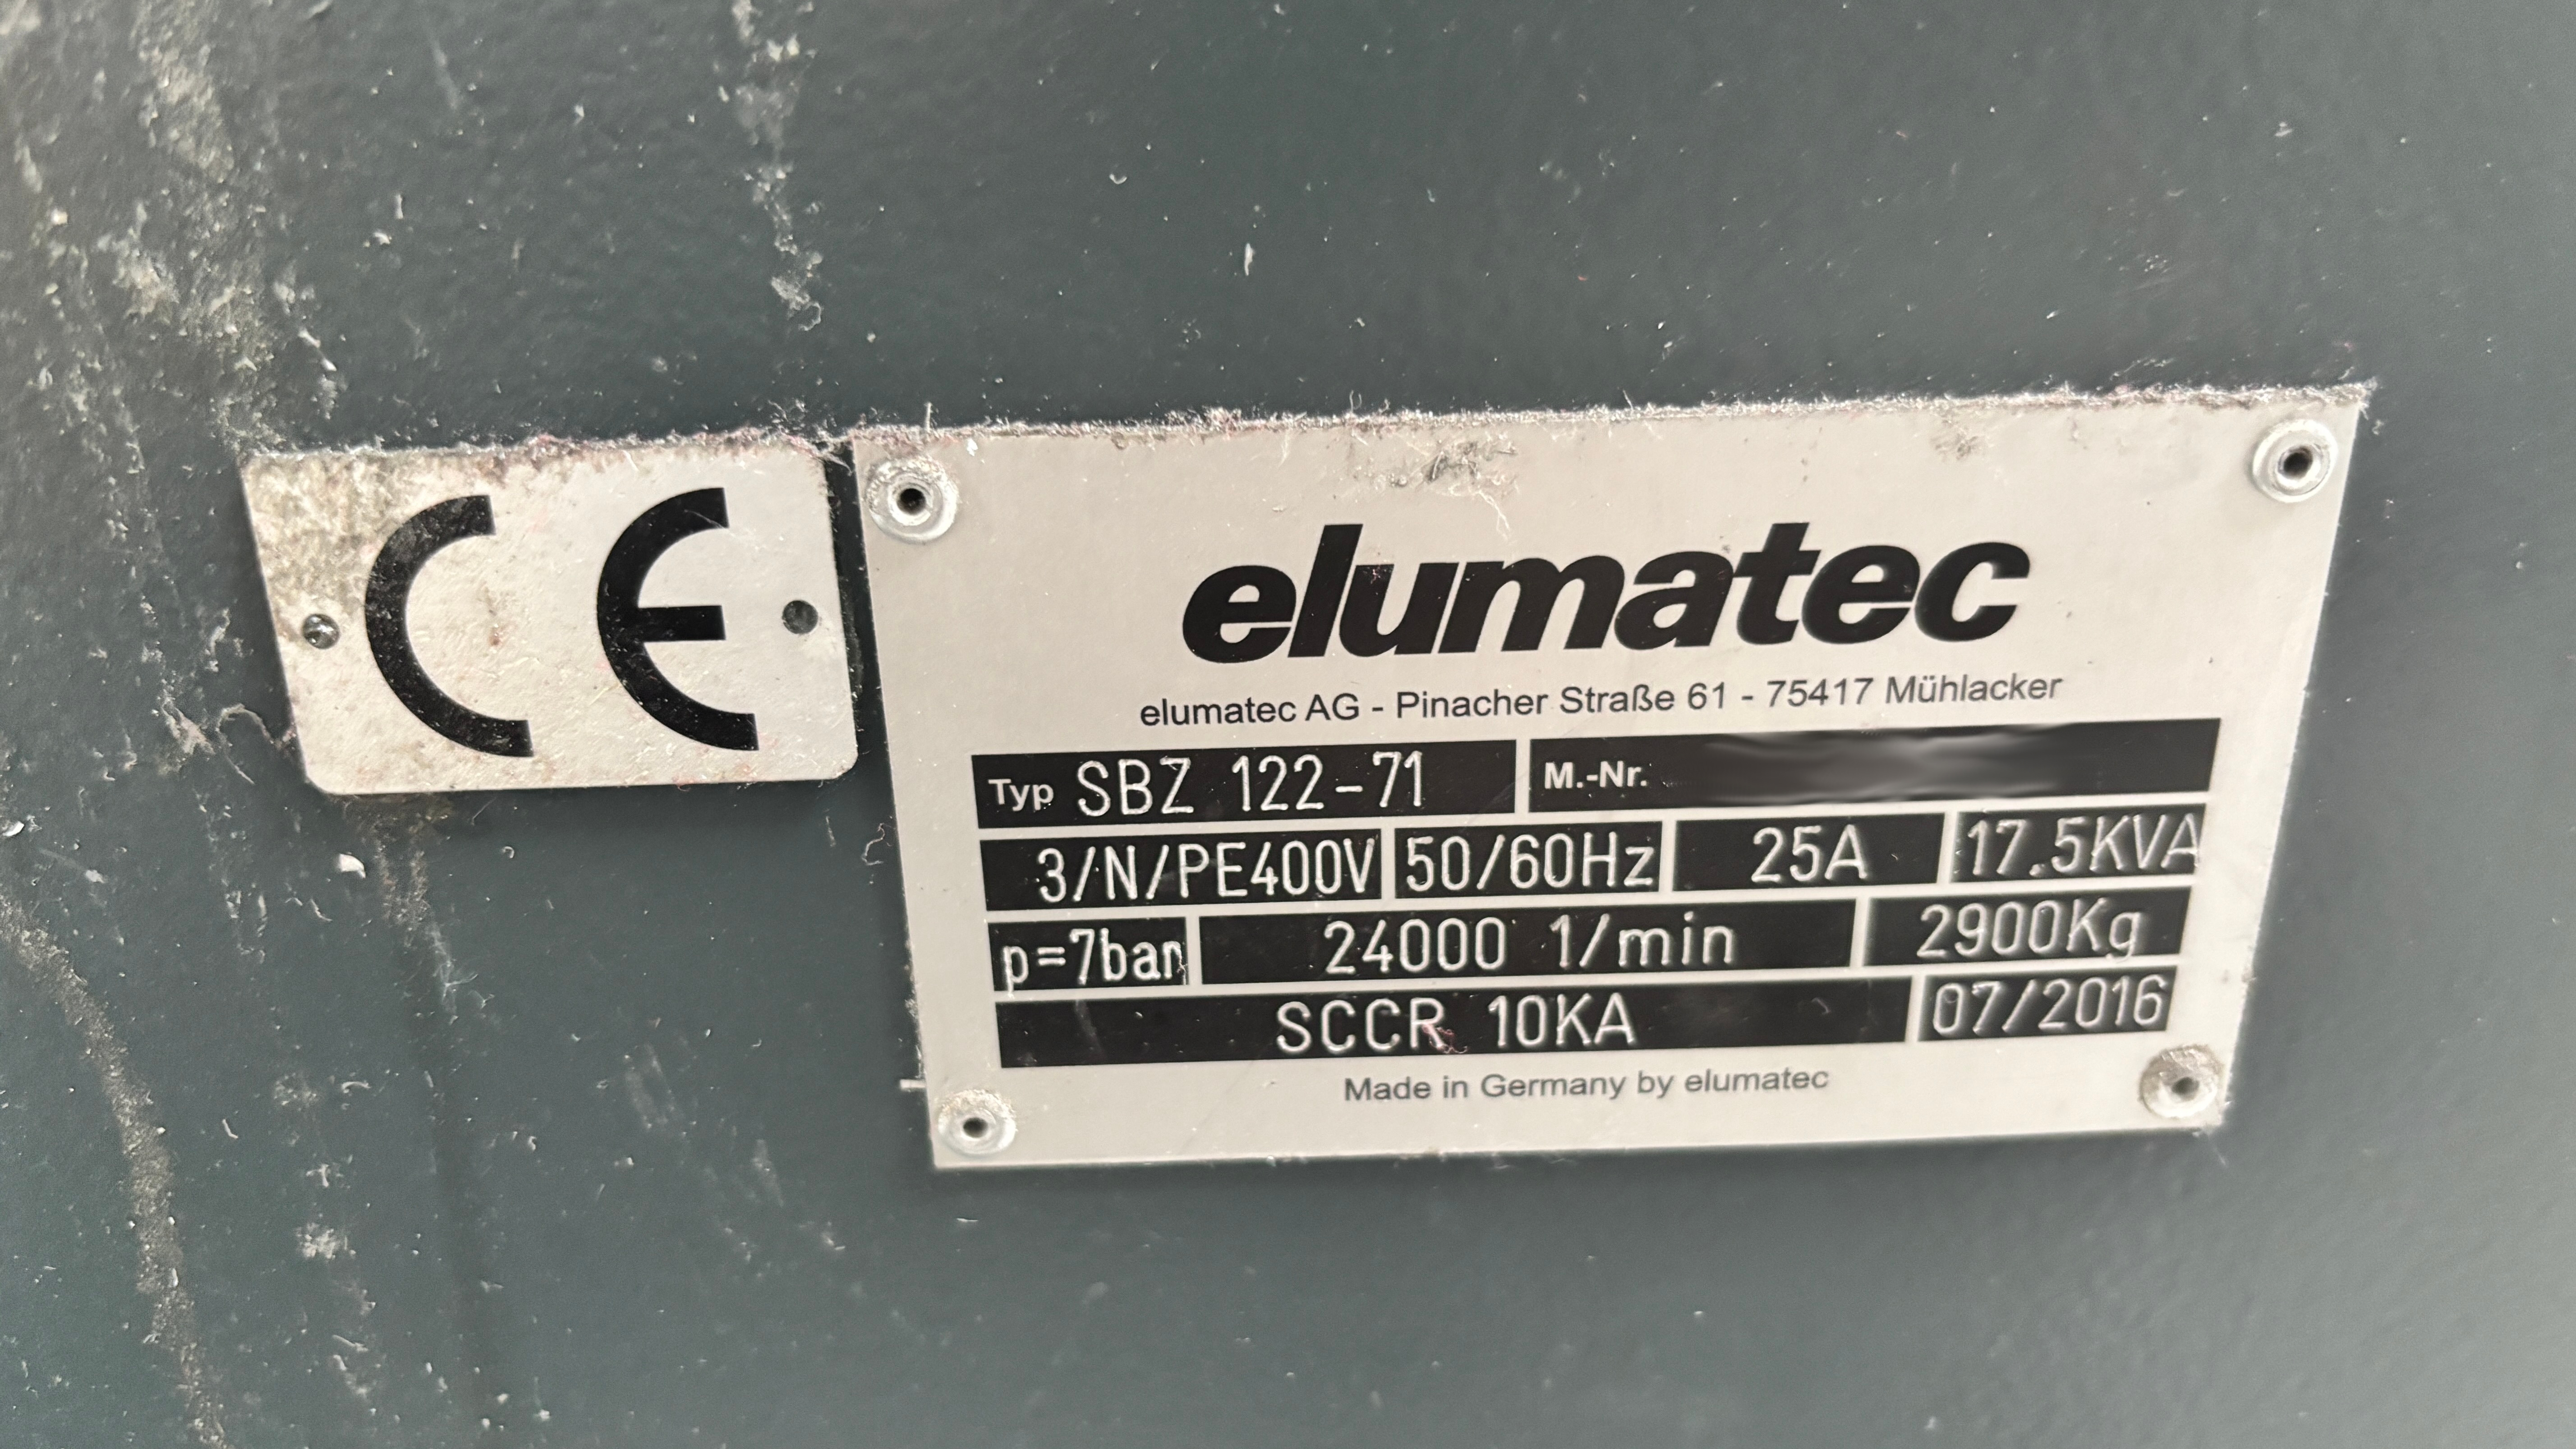 CE
elumatec
elumatec AG - Pinacher Straße 61 - 75417 Mühlacker
Typ SBZ 122-71 M.-Nr.
3/N/PE400V 50/60Hz 25A 17.5KVA
p=7bar 24000 1/min 2900Kg
SCCR 10KA 07/2016
Made in Germany by elumatec